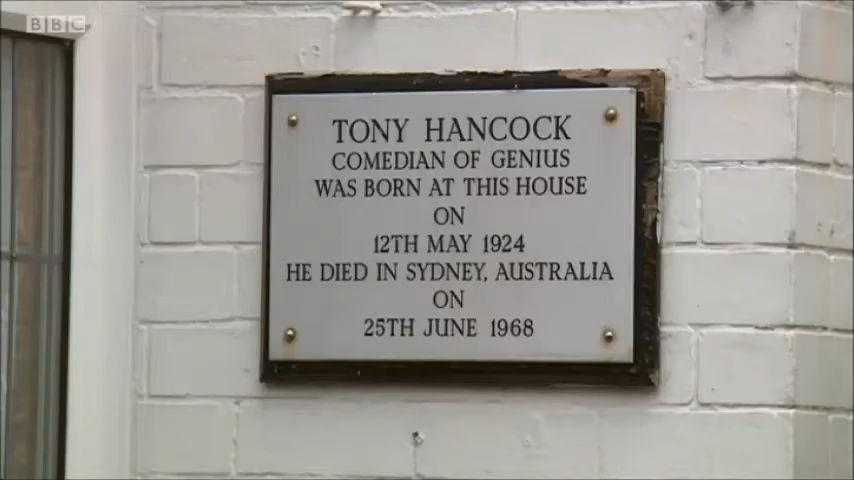 BBC
TONY HANCOCK
COMEDIAN OF GENIUS
WAS BORN AT THIS HOUSE
ON
12TH MAY 1924
HE DIED IN SYDNEY, AUSTRALIA
ON
25TH JUNE 1968